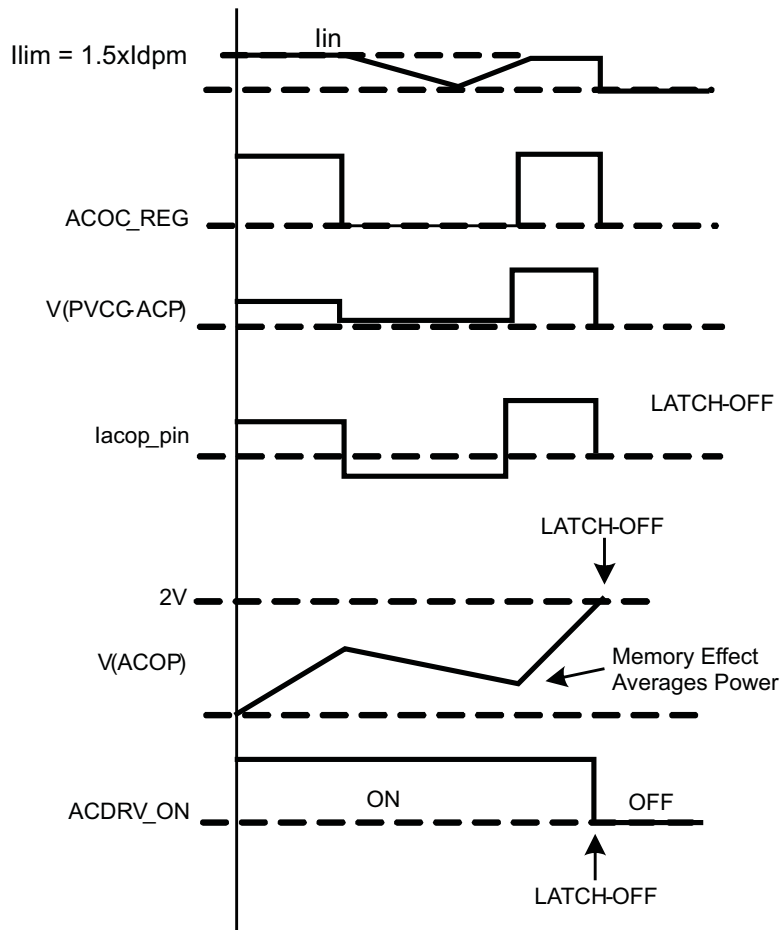 Iin
Ilim = 1.5xIdpm
ACOC_REG
V(PVCC-ACP)
LATCH-OFF
Iacop_pin
LATCH-OFF
2V
V(ACOP)
Memory Effect
Averages Power
ON
OFF
ACDRV_ON
LATCH-OFF